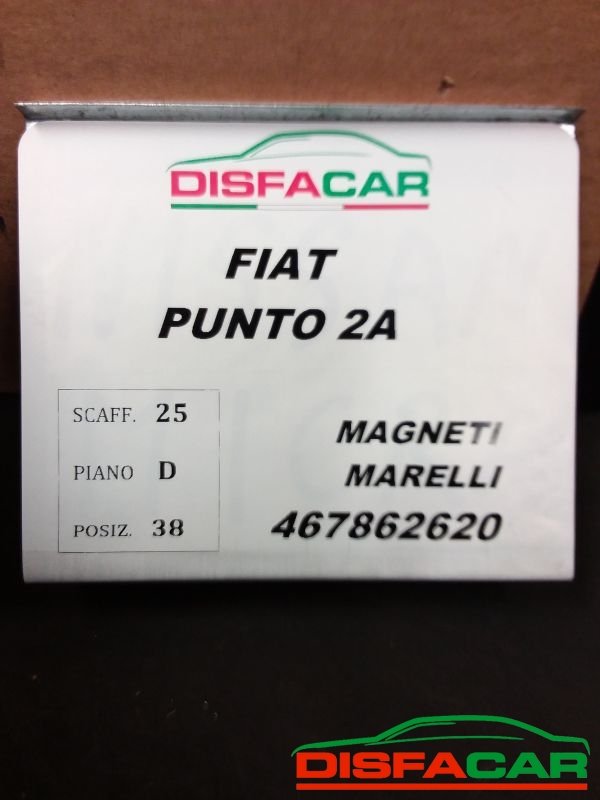 DISFACAR
FIAT
PUNTO 2A
SCAFF. 25
PIANO D
POSIZ. 38
MAGNETI
MARELLI
467862620
DISFACAR